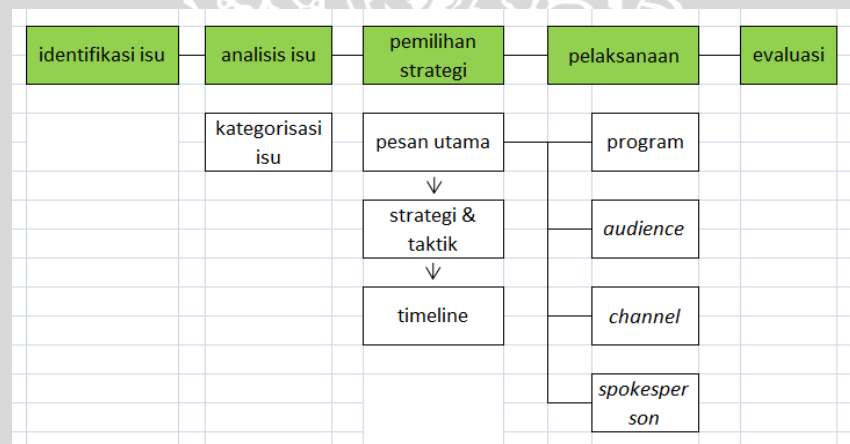 identifikasi isu
analisis isu
pemilihan
strategi
pelaksanaan
evaluasi
kategorisasi
isu
pesan utama
program
strategi &
taktik
audience
timeline
channel
spokesper
son